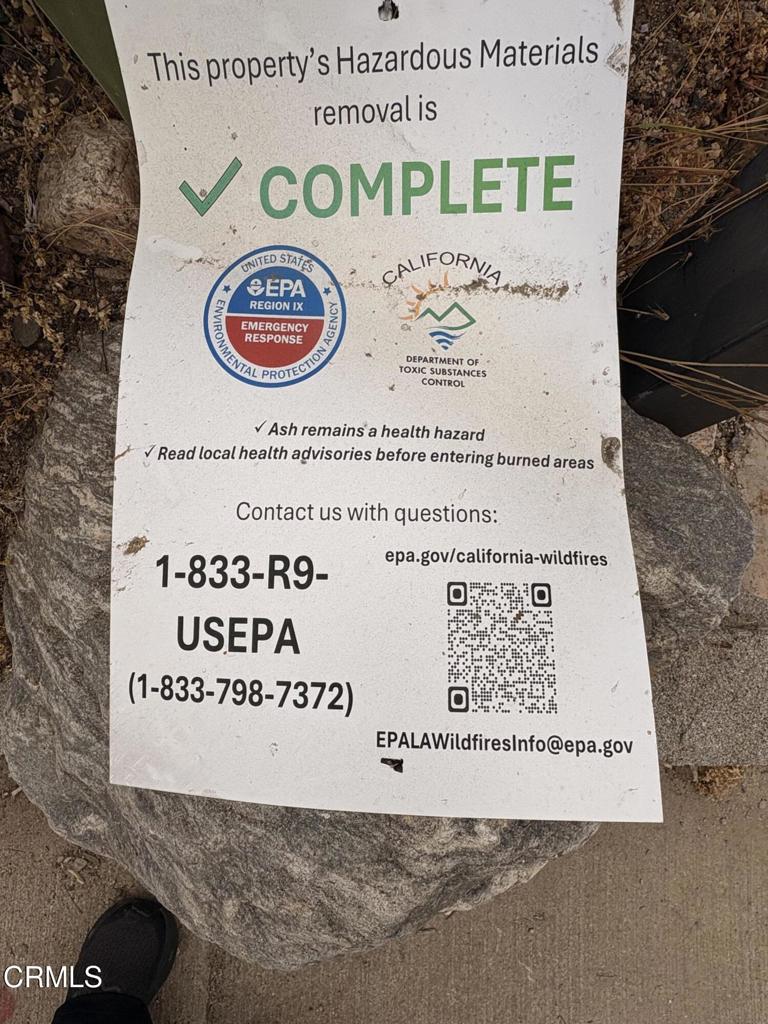 This property's Hazardous Materials
removal is
✓ COMPLETE
UNITED STATES
ENVIRONMENTAL PROTECTION AGENCY
EPA
REGION IX
EMERGENCY
RESPONSE
CALIFORNIA
DEPARTMENT OF
TOXIC SUBSTANCES
CONTROL
✓ Ash remains a health hazard
✓ Read local health advisories before entering burned areas
Contact us with questions:
1-833-R9-
USEPA
(1-833-798-7372)
epa.gov/california-wildfires
EPALAWildfiresInfo@epa.gov
CRMLS